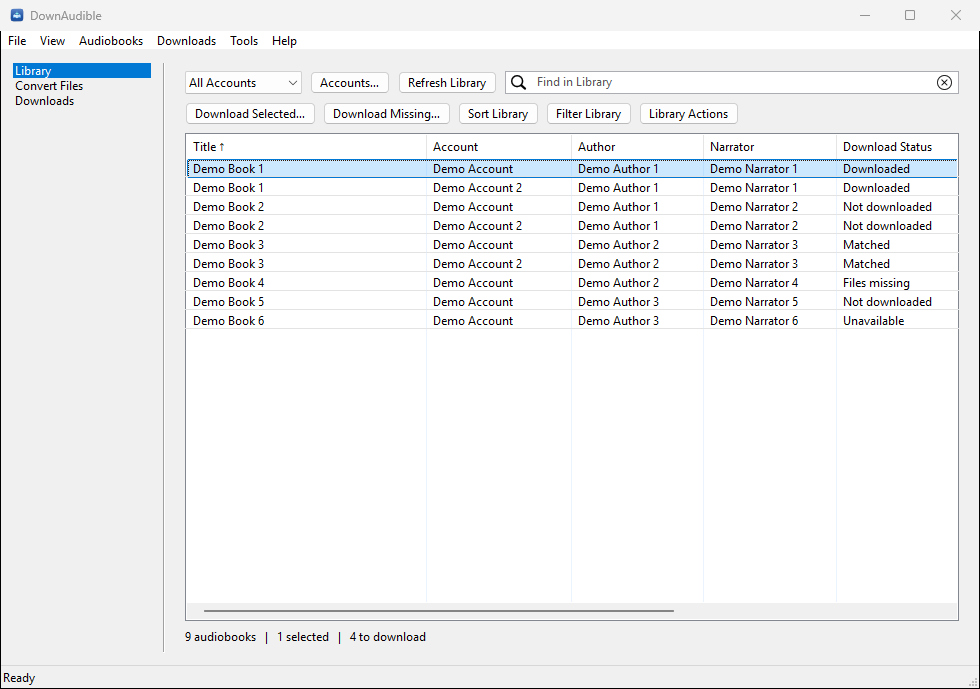 DownAudible
File View Audiobooks Downloads Tools Help
Library
Convert Files
Downloads
All Accounts Accounts... Refresh Library Find in Library
Download Selected... Download Missing... Sort Library Filter Library Library Actions
Title ↑ Account Author Narrator Download Status
Demo Book 1 Demo Account Demo Author 1 Demo Narrator 1 Downloaded
Demo Book 1 Demo Account 2 Demo Author 1 Demo Narrator 1 Downloaded
Demo Book 2 Demo Account Demo Author 1 Demo Narrator 2 Not downloaded
Demo Book 2 Demo Account 2 Demo Author 1 Demo Narrator 2 Not downloaded
Demo Book 3 Demo Account Demo Author 2 Demo Narrator 3 Matched
Demo Book 3 Demo Account 2 Demo Author 2 Demo Narrator 3 Matched
Demo Book 4 Demo Account Demo Author 2 Demo Narrator 4 Files missing
Demo Book 5 Demo Account Demo Author 3 Demo Narrator 5 Not downloaded
Demo Book 6 Demo Account Demo Author 3 Demo Narrator 6 Unavailable
9 audiobooks | 1 selected | 4 to download
Ready